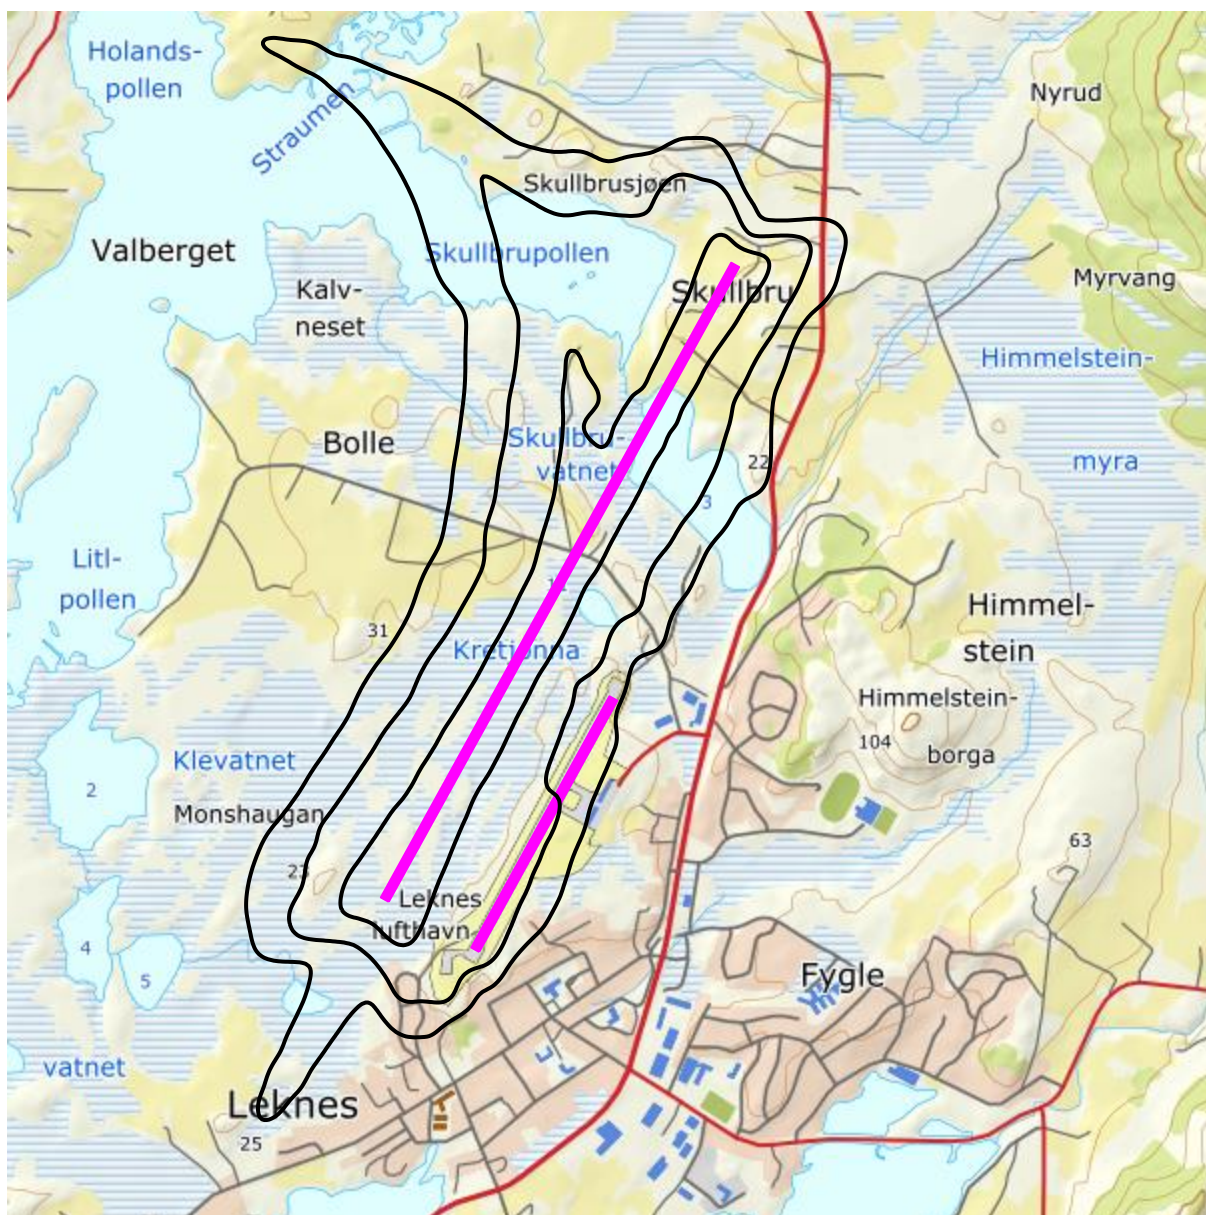 Holands-
pollen
Straumen
Nyrud
Skullbrusjøen
Valberget
Skullbrupollen
Kalv-
neset
Skullbru
Myrvang
Himmelstein-
myra
Bolle
Skullbru-
vatnet
22
3
Litl-
pollen
31
Kretjønna
Himmel-
stein
Himmelstein-
borga
104
Klevatnet
2
Monshaugan
23
63
Leknes
lufthavn
4
5
Fygle
vatnet
Leknes
25